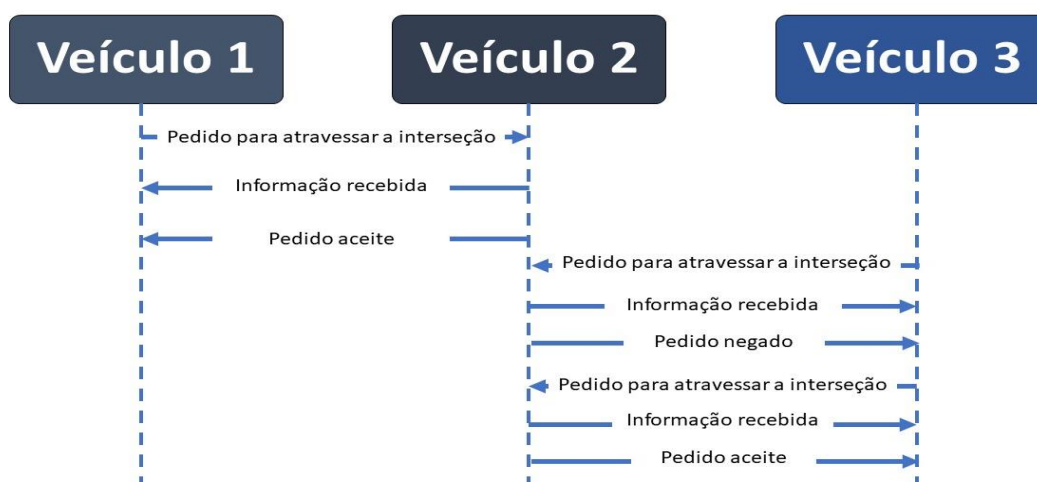 Veículo 1
Veículo 2
Veículo 3
Pedido para atravessar a interseção
Informação recebida
Pedido aceite
Pedido para atravessar a interseção
Informação recebida
Pedido negado
Pedido para atravessar a interseção
Informação recebida
Pedido aceite